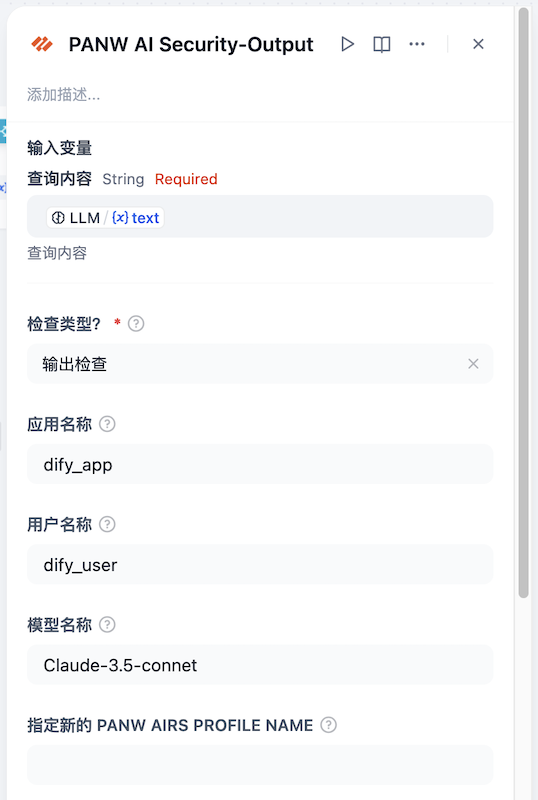 PANW AI Security-Output
添加描述...
输入变量
查询内容 String Required
LLM / {x} text
查询内容
检查类型? *
输出检查
应用名称
dify_app
用户名称
dify_user
模型名称
Claude-3.5-connet
指定新的 PANW AIRS PROFILE NAME